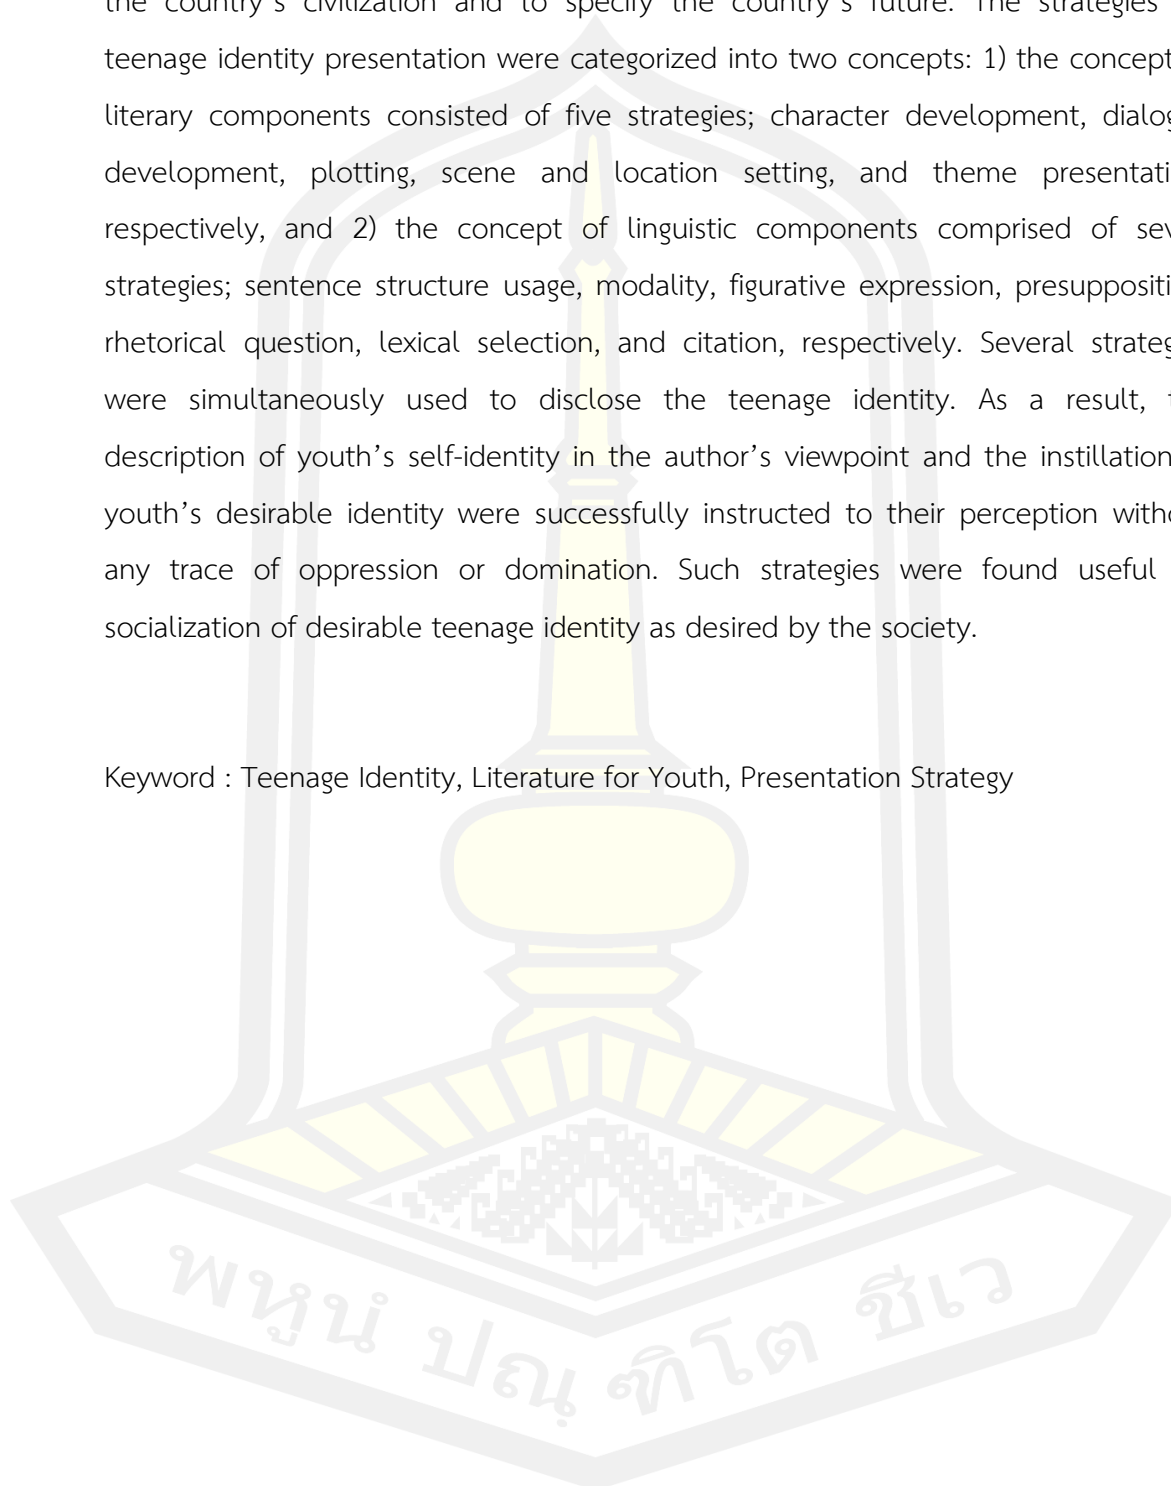 the country's civilization and to specify the country's future. The strategies
teenage identity presentation were categorized into two concepts: 1) the concept
literary components consisted of five strategies; character development,
development, plotting, scene and location setting, and theme
respectively, and 2) the concept of linguistic components comprised of
strategies; sentence structure usage, modality, figurative expression,
rhetorical question, lexical selection, and citation, respectively. Several
were simultaneously used to disclose the teenage identity. As a result,
description of youth's self-identity in the author's viewpoint and the instillation
youth's desirable identity were successfully instructed to their perception
any trace of oppression or domination. Such strategies were found useful
socialization of desirable teenage identity as desired by the society.
Keyword : Teenage Identity, Literature for Youth, Presentation Strategy
พหูนํ ปณฺฑิโต ชีเว